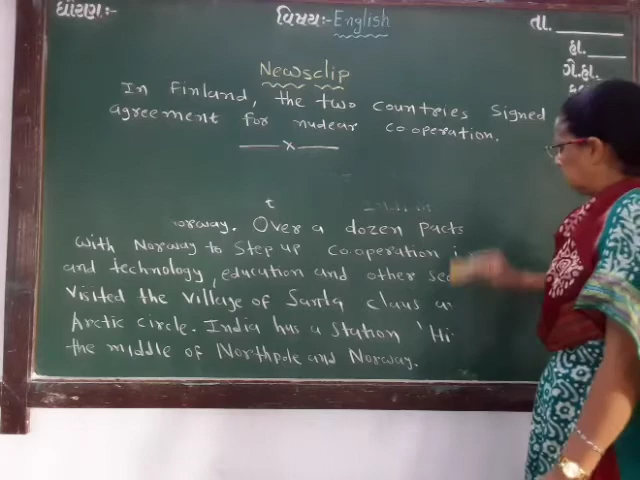 ધોરણ:-
વિષય:- English
તા.
હા.
ગે.હા.
Newsclip
In Finland, the two countries signed
agreement for nuclear cooperation.
x
orway. Over a dozen pacts
with Norway to step up cooperation
and technology, education and other
visited the village of Santa claus
Arctic circle. India has a station 'Hi
the middle of Northpole and Norway.